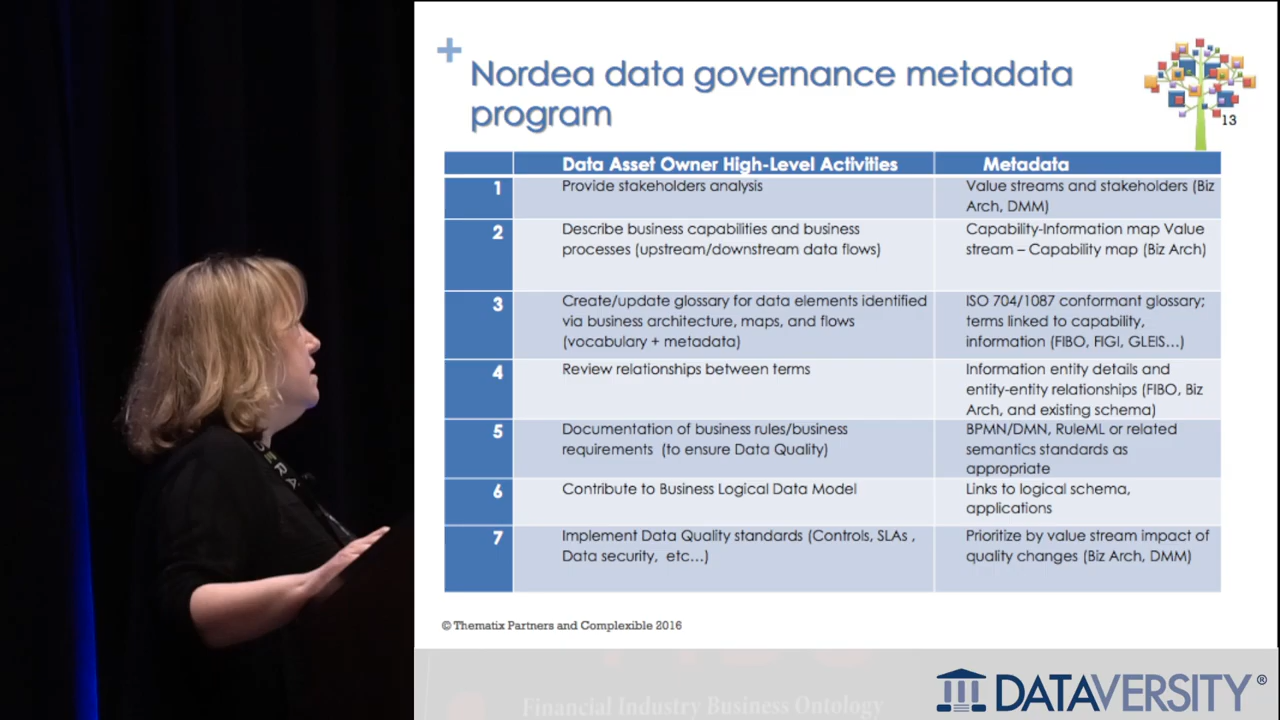 +
Nordea data governance metadata
program
13
Data Asset Owner High-Level Activities
Metadata
1
Provide stakeholders analysis
Value streams and stakeholders (Biz
Arch, DMM)
2
Describe business capabilities and business
processes (upstream/downstream data flows)
Capability-Information map Value
stream – Capability map (Biz Arch)
3
Create/update glossary for data elements identified
via business architecture, maps, and flows
(vocabulary + metadata)
ISO 704/1087 conformant glossary;
terms linked to capability,
information (FIBO, FIGI, GLEIS...)
4
Review relationships between terms
Information entity details and
entity-entity relationships (FIBO, Biz
Arch, and existing schema)
5
Documentation of business rules/business
requirements (to ensure Data Quality)
BPMN/DMN, RuleML or related
semantics standards as
appropriate
6
Contribute to Business Logical Data Model
Links to logical schema,
applications
7
Implement Data Quality standards (Controls, SLAs ,
Data security, etc...)
Prioritize by value stream impact of
quality changes (Biz Arch, DMM)
© Thematix Partners and Complexible 2016
Financial Industry Business Ontology
DATAVERSITY®